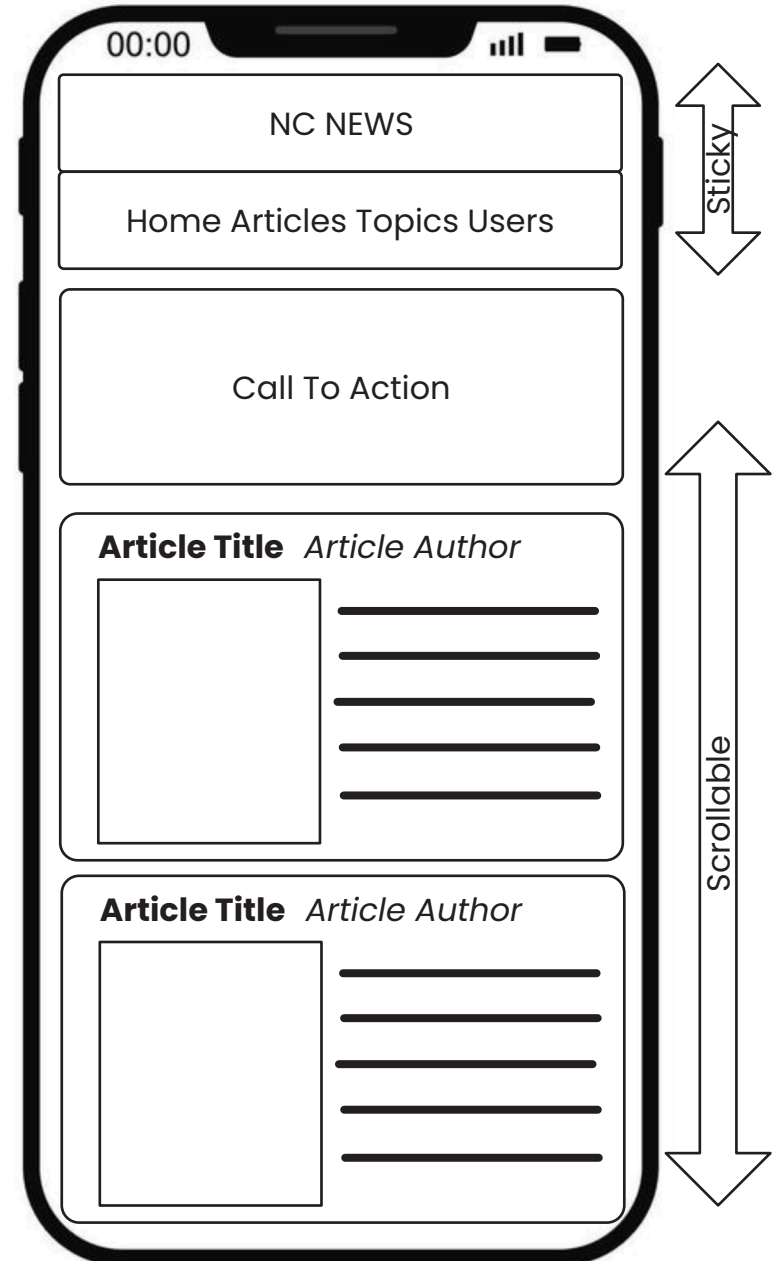 00:00
NC NEWS
Sticky
Home Articles Topics Users
Call To Action
Article Title Article Author
Scrollable
Article Title Article Author